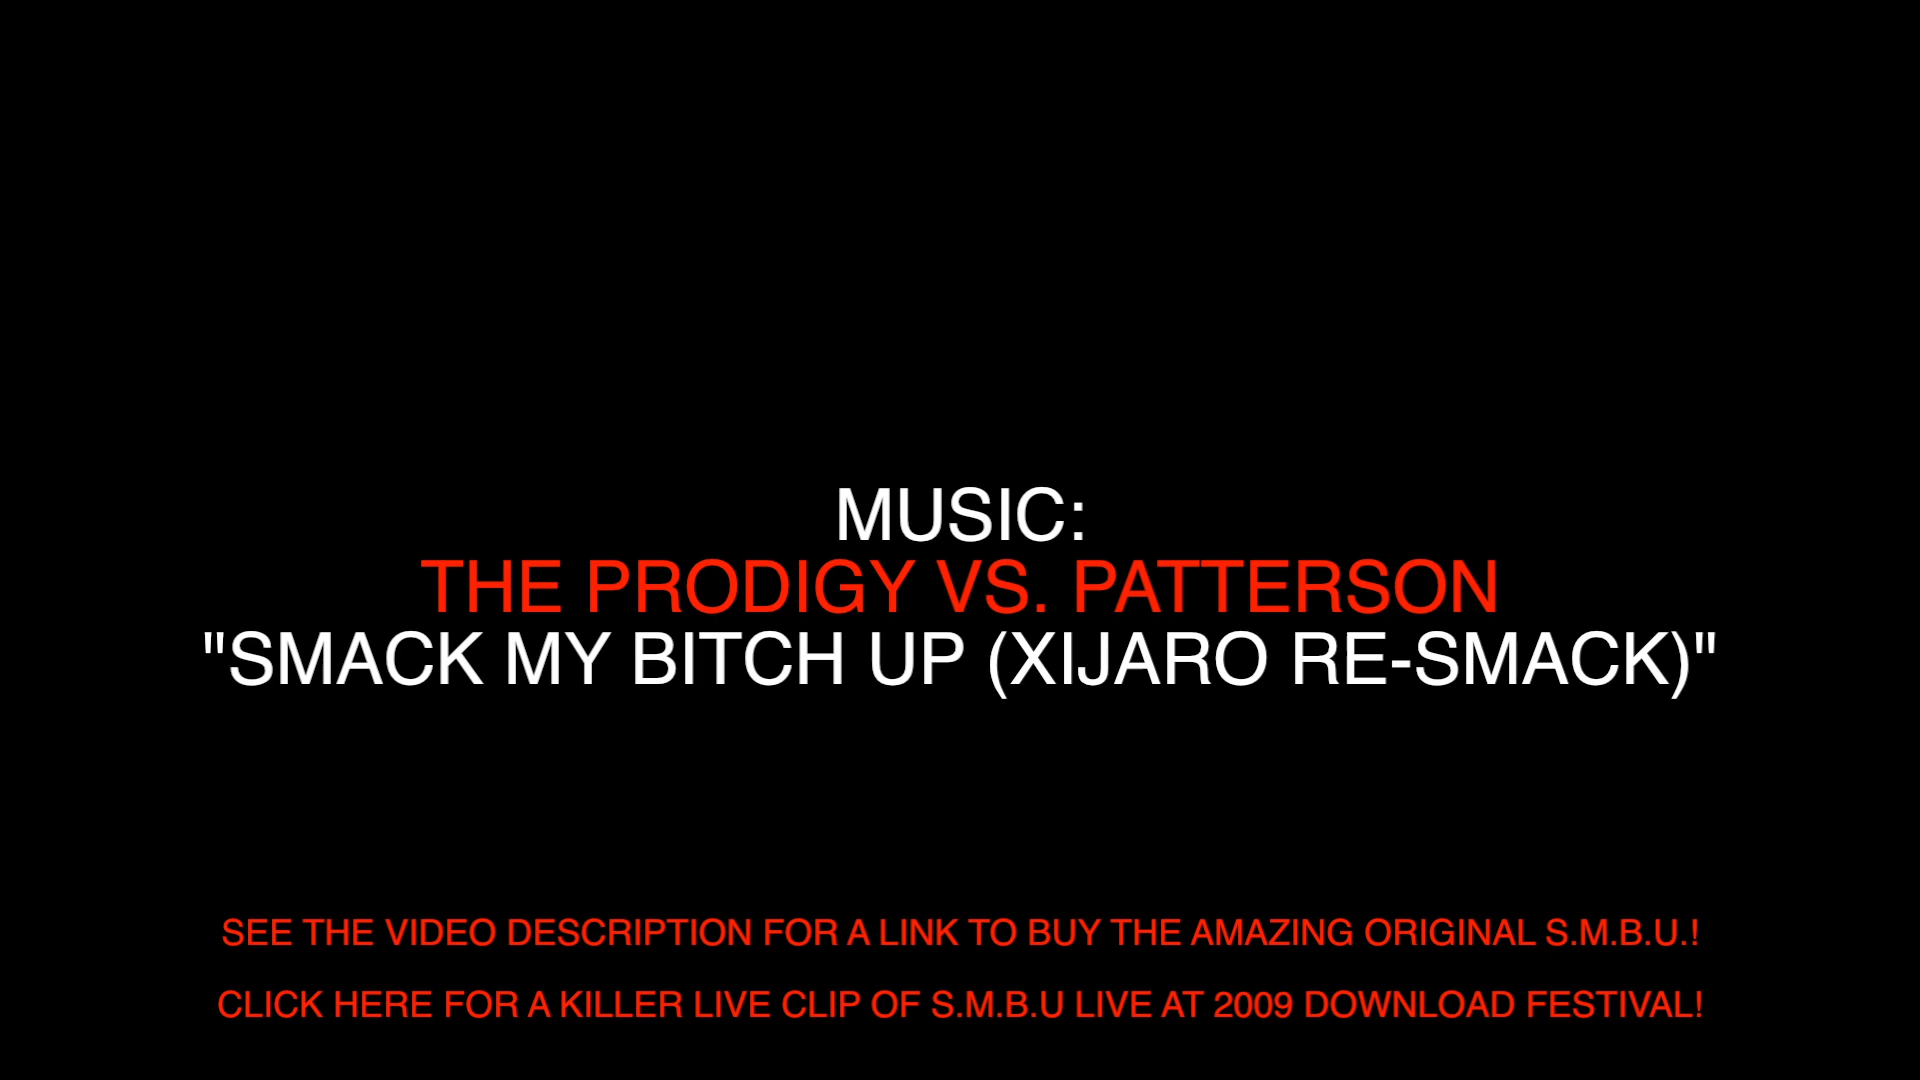 MUSIC:
THE PRODIGY VS. PATTERSON
"SMACK MY BITCH UP (XIJARO RE-SMACK)"
SEE THE VIDEO DESCRIPTION FOR A LINK TO BUY THE AMAZING ORIGINAL S.M.B.U.!
CLICK HERE FOR A KILLER LIVE CLIP OF S.M.B.U LIVE AT 2009 DOWNLOAD FESTIVAL!